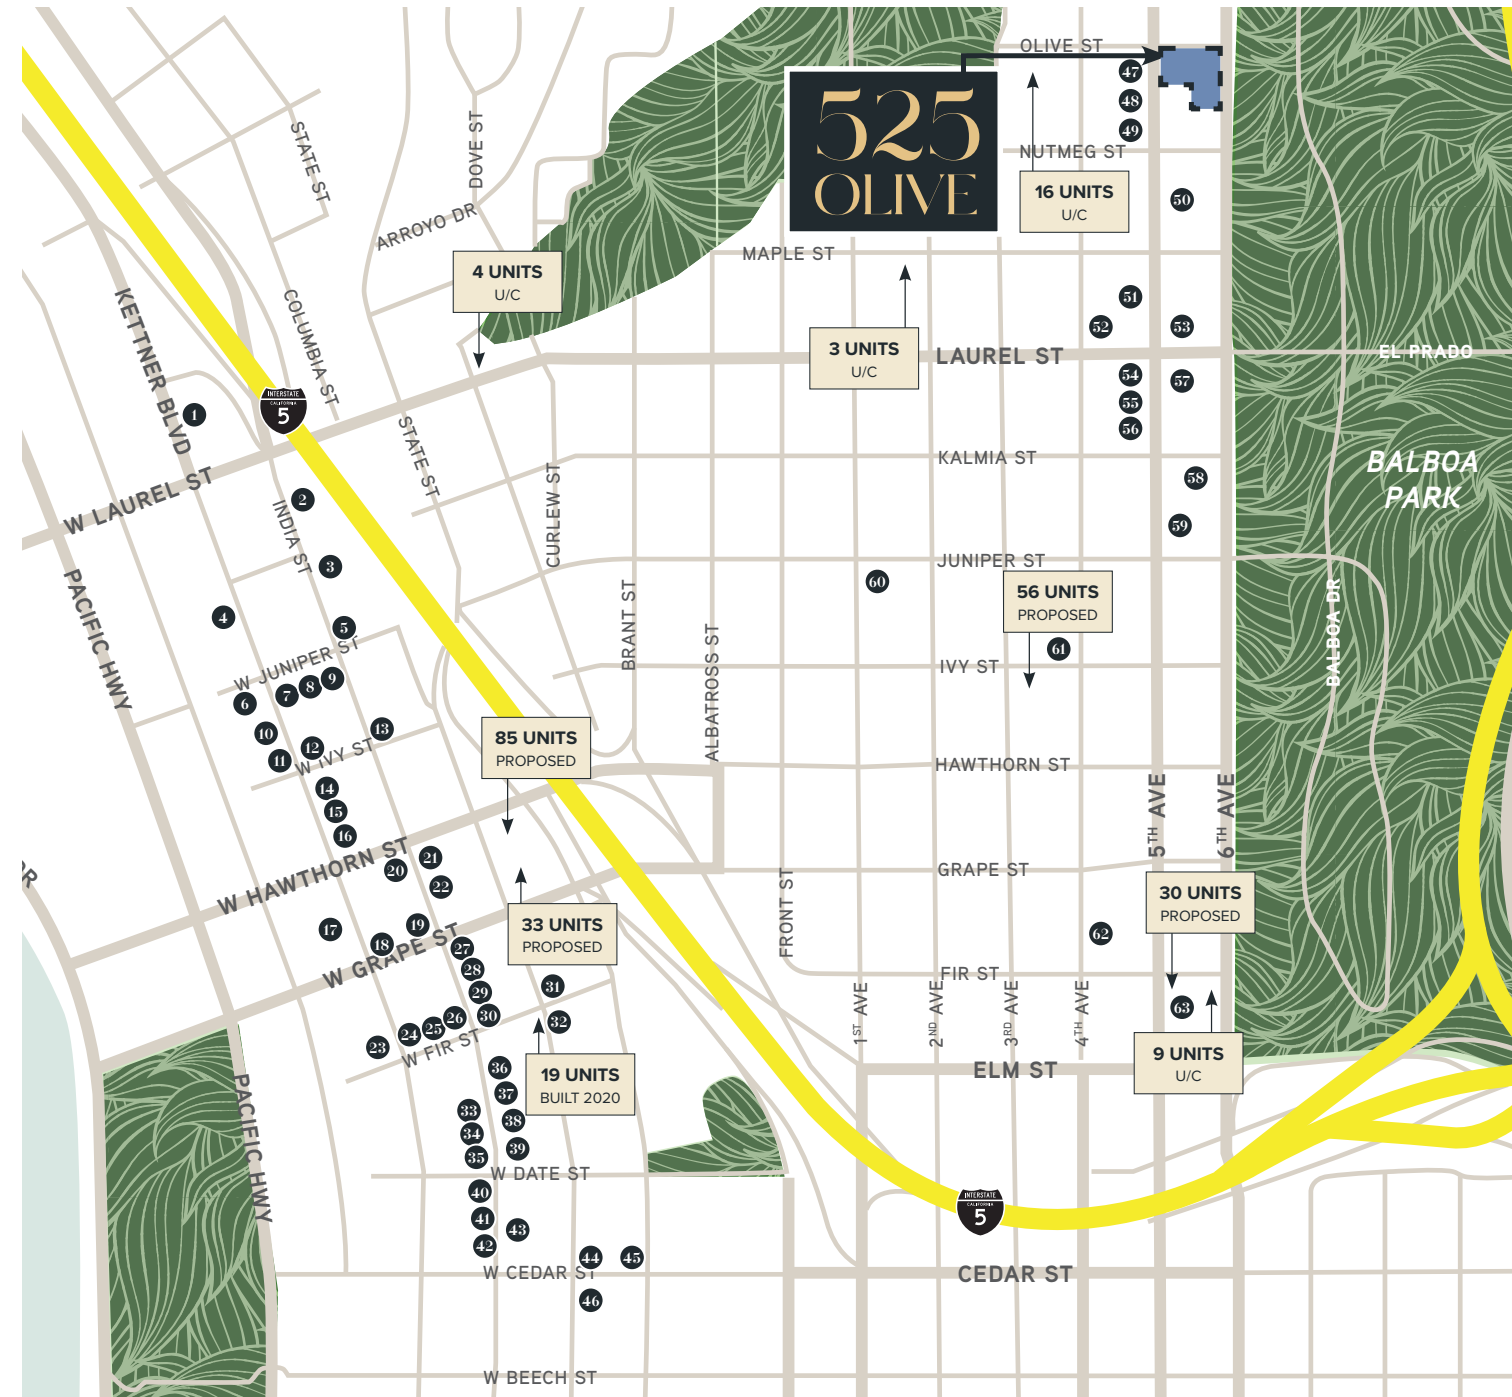 OLIVE ST
47
525
OLIVE
48
49
NUTMEG ST
STATE ST
DOVE ST
16 UNITS
U/C
50
ARROYO DR
MAPLE ST
4 UNITS
U/C
KETTNER BLVD
COLUMBIA ST
51
52
53
3 UNITS
U/C
LAUREL ST
EL PRADO
54
57
55
56
INTERSTATE
CALIFORNIA
5
1
STATE ST
KALMIA ST
BALBOA
PARK
58
W LAUREL ST
2
INDIA ST
CURLEW ST
59
3
JUNIPER ST
60
56 UNITS
PROPOSED
PACIFIC HWY
4
5
BRANT ST
ALBATROSS ST
61
BALBOA DR
W JUNIPER ST
IVY ST
6
7
8
9
10
13
11
12
W IVY ST
85 UNITS
PROPOSED
HAWTHORN ST
14
15
16
5TH AVE
6TH AVE
W HAWTHORN ST
20
21
22
GRAPE ST
FRONT ST
30 UNITS
PROPOSED
DR
17
18
19
W GRAPE ST
27
33 UNITS
PROPOSED
62
28
FIR ST
29
31
1ST AVE
2ND AVE
3RD AVE
4TH AVE
63
23
24
25
26
30
32
W FIR ST
9 UNITS
U/C
36
19 UNITS
BUILT 2020
ELM ST
PACIFIC HWY
37
33
38
34
39
35
W DATE ST
40
41
43
42
INTERSTATE
CALIFORNIA
5
44
45
W CEDAR ST
CEDAR ST
46
W BEECH ST